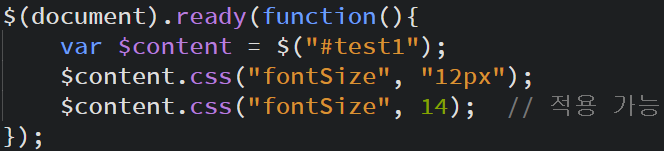 $(document).ready(function(){
    var $content = $("#test1");
    $content.css("fontSize", "12px");
    $content.css("fontSize", 14);  // 적용 가능
});